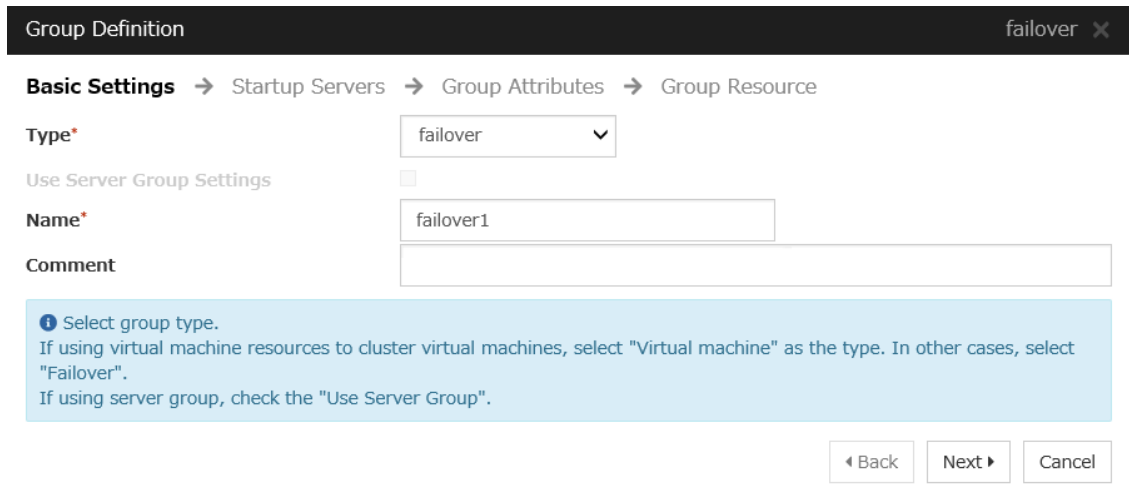 Group Definition failover ×
Basic Settings → Startup Servers → Group Attributes → Group Resource
Type* failover
Use Server Group Settings
Name* failover1
Comment
Select group type.
If using virtual machine resources to cluster virtual machines, select "Virtual machine" as the type. In other cases, select
"Failover".
If using server group, check the "Use Server Group".
Back Next Cancel